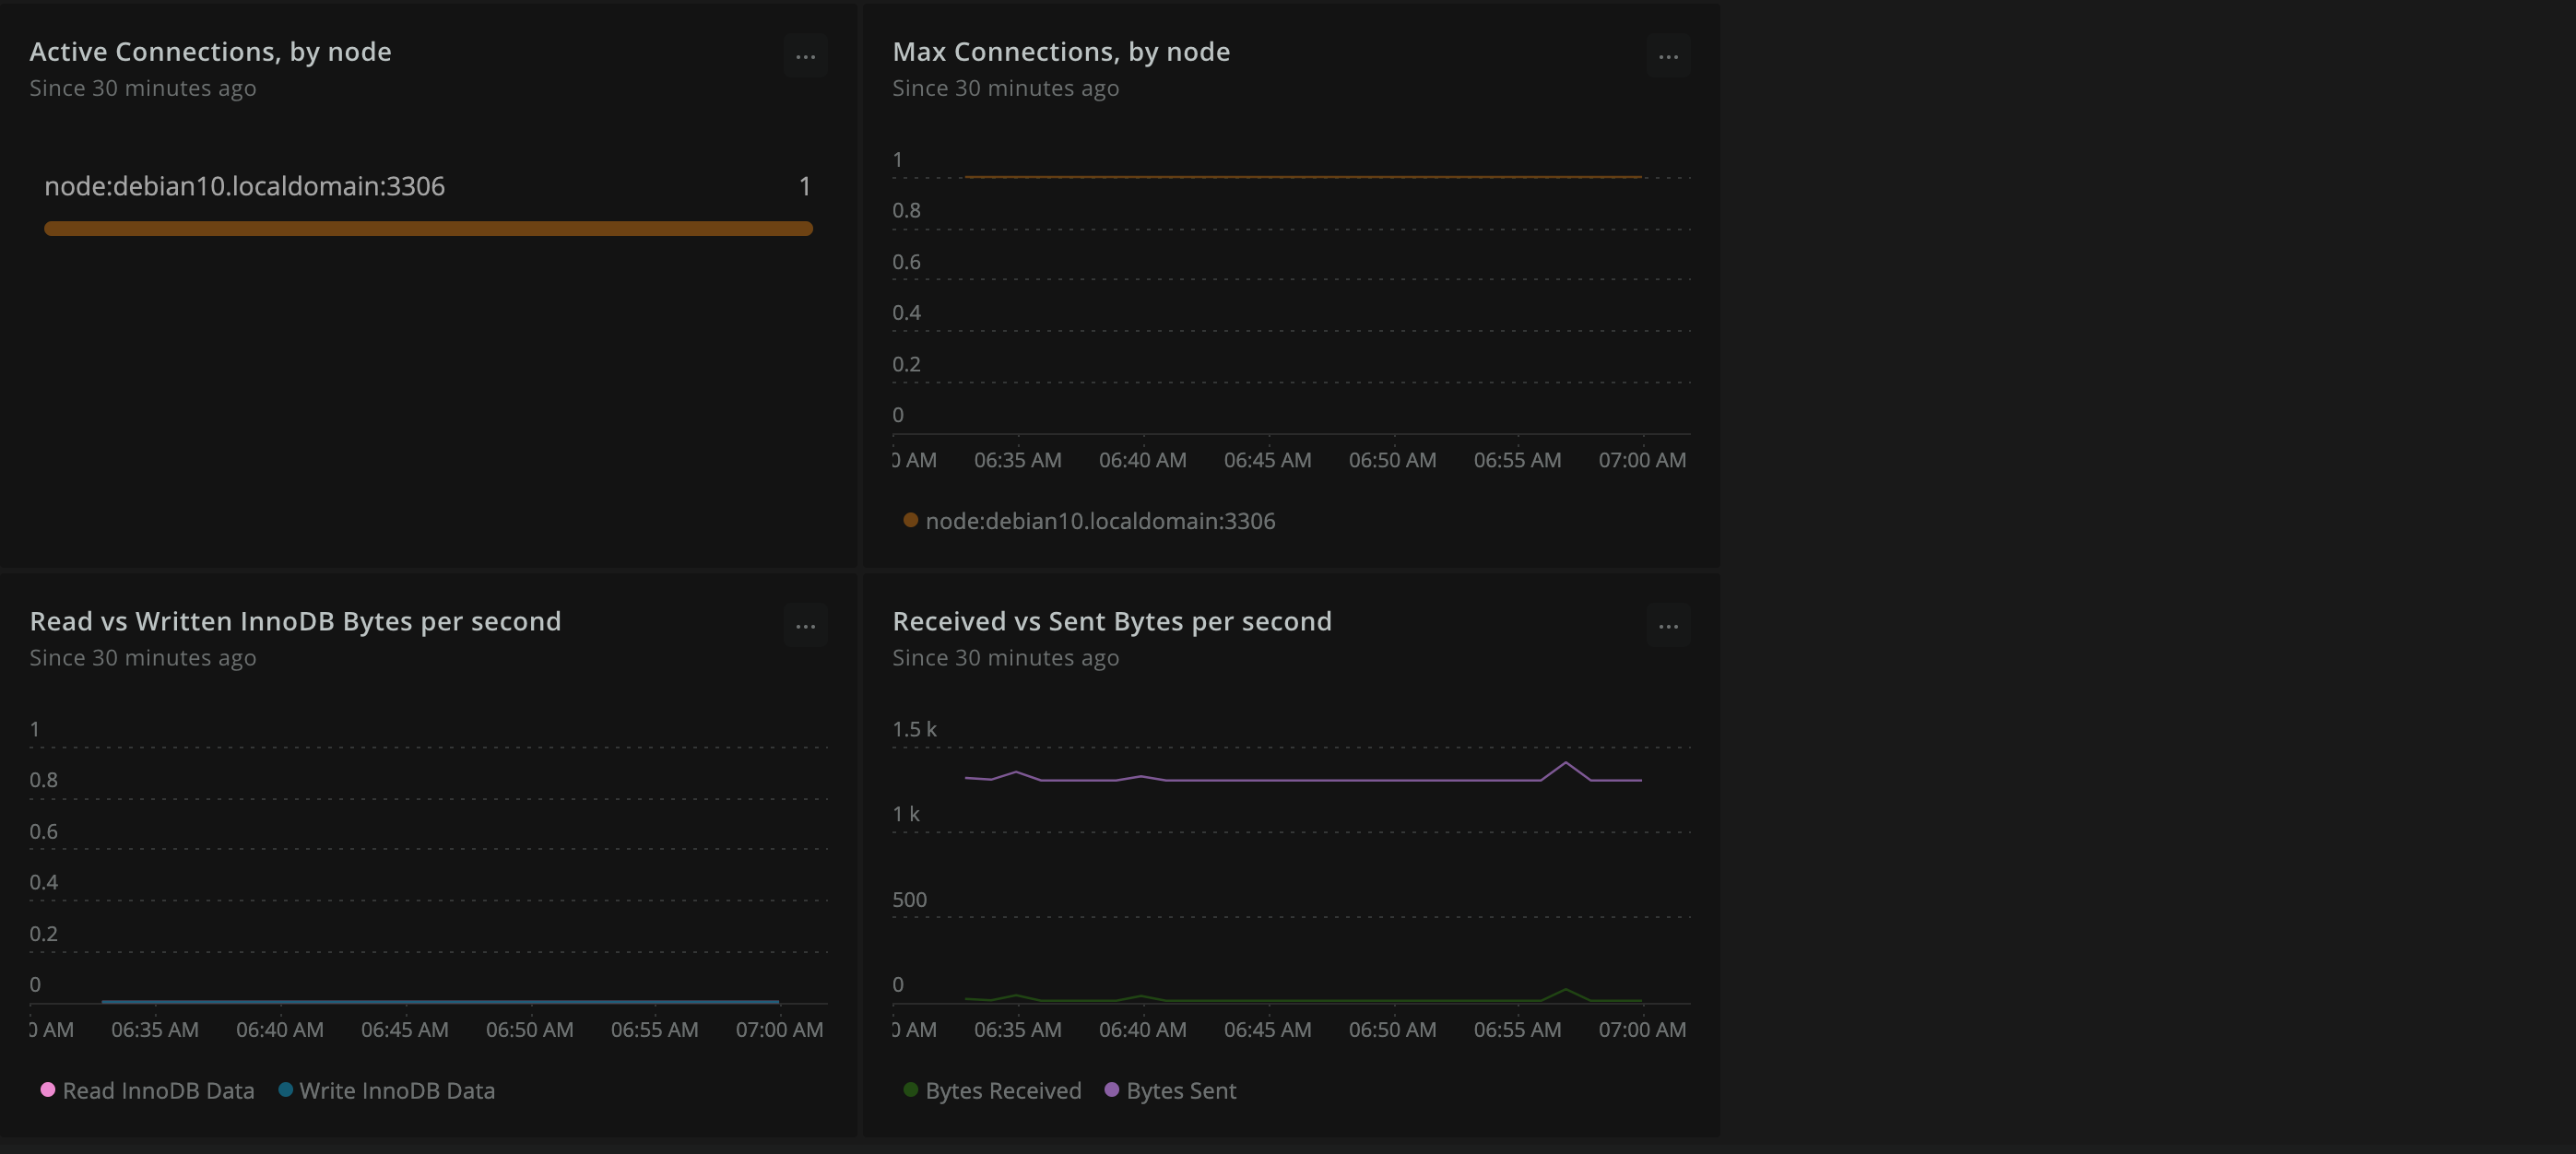 Active Connections, by node
Since 30 minutes ago
node:debian10.localdomain:3306 1
Max Connections, by node
Since 30 minutes ago
1
0.8
0.6
0.4
0.2
0
0 AM 06:35 AM 06:40 AM 06:45 AM 06:50 AM 06:55 AM 07:00 AM
node:debian10.localdomain:3306
Read vs Written InnoDB Bytes per second
Since 30 minutes ago
1
0.8
0.6
0.4
0.2
0
0 AM 06:35 AM 06:40 AM 06:45 AM 06:50 AM 06:55 AM 07:00 AM
Read InnoDB Data Write InnoDB Data
Received vs Sent Bytes per second
Since 30 minutes ago
1.5 k
1 k
500
0
0 AM 06:35 AM 06:40 AM 06:45 AM 06:50 AM 06:55 AM 07:00 AM
Bytes Received Bytes Sent